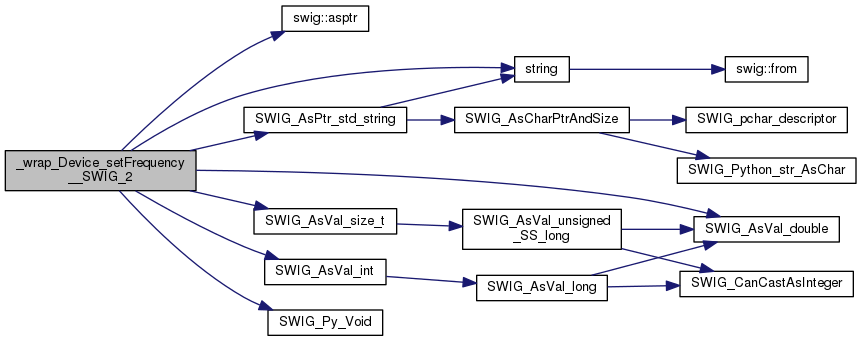 _wrap_Device_setFrequency
__SWIG_2
swig::asptr
string
swig::from
SWIG_AsPtr_std_string
SWIG_AsCharPtrAndSize
SWIG_pchar_descriptor
SWIG_Python_str_AsChar
SWIG_AsVal_size_t
SWIG_AsVal_unsigned
_SS_long
SWIG_AsVal_double
SWIG_AsVal_int
SWIG_AsVal_long
SWIG_CanCastAsInteger
SWIG_Py_Void